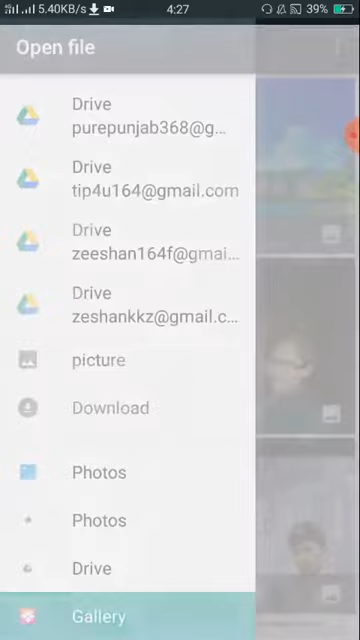 5.40KB/s 4:27 39%
Open file
Drive
purepunjab368@g...
Drive
tip4u164@gmail.com
Drive
zeeshan164f@gmai...
Drive
zeshankkz@gmail.c...
picture
Download
Photos
Photos
Drive
Gallery